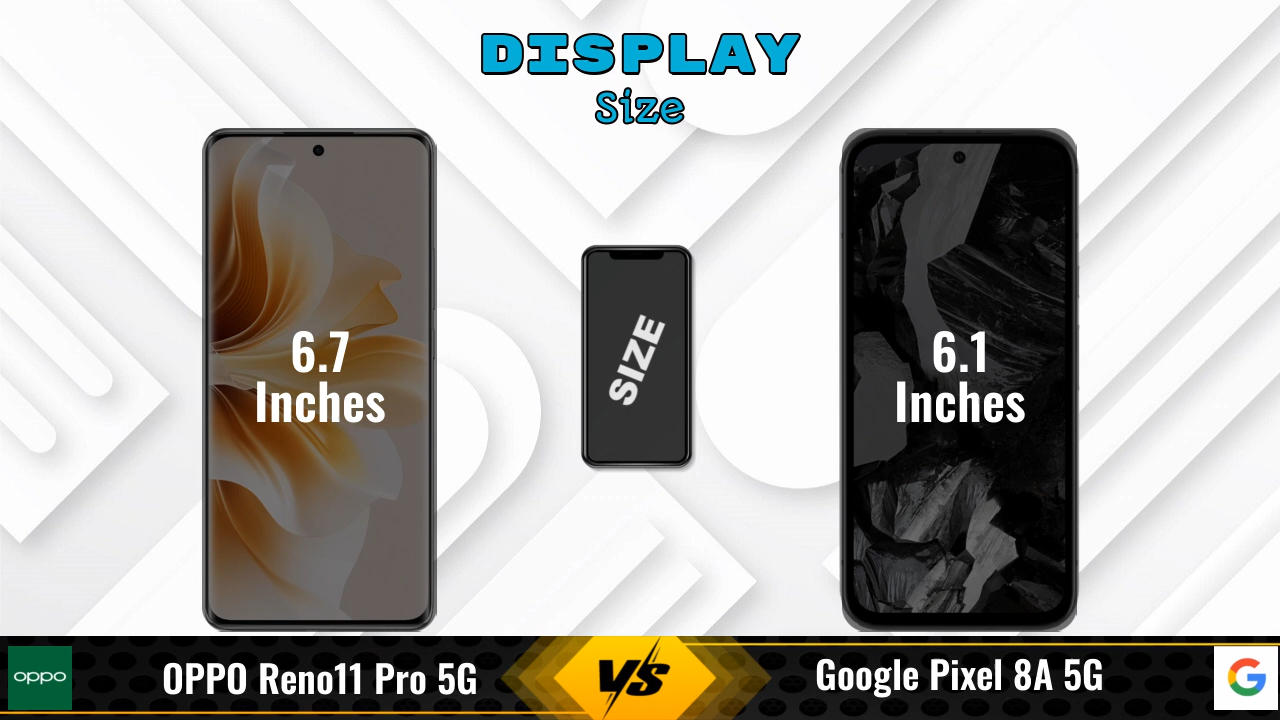 DISPLAY
Size
6.7
Inches
SIZE
6.1
Inches
oppo
OPPO Reno11 Pro 5G
VS
Google Pixel 8A 5G
G